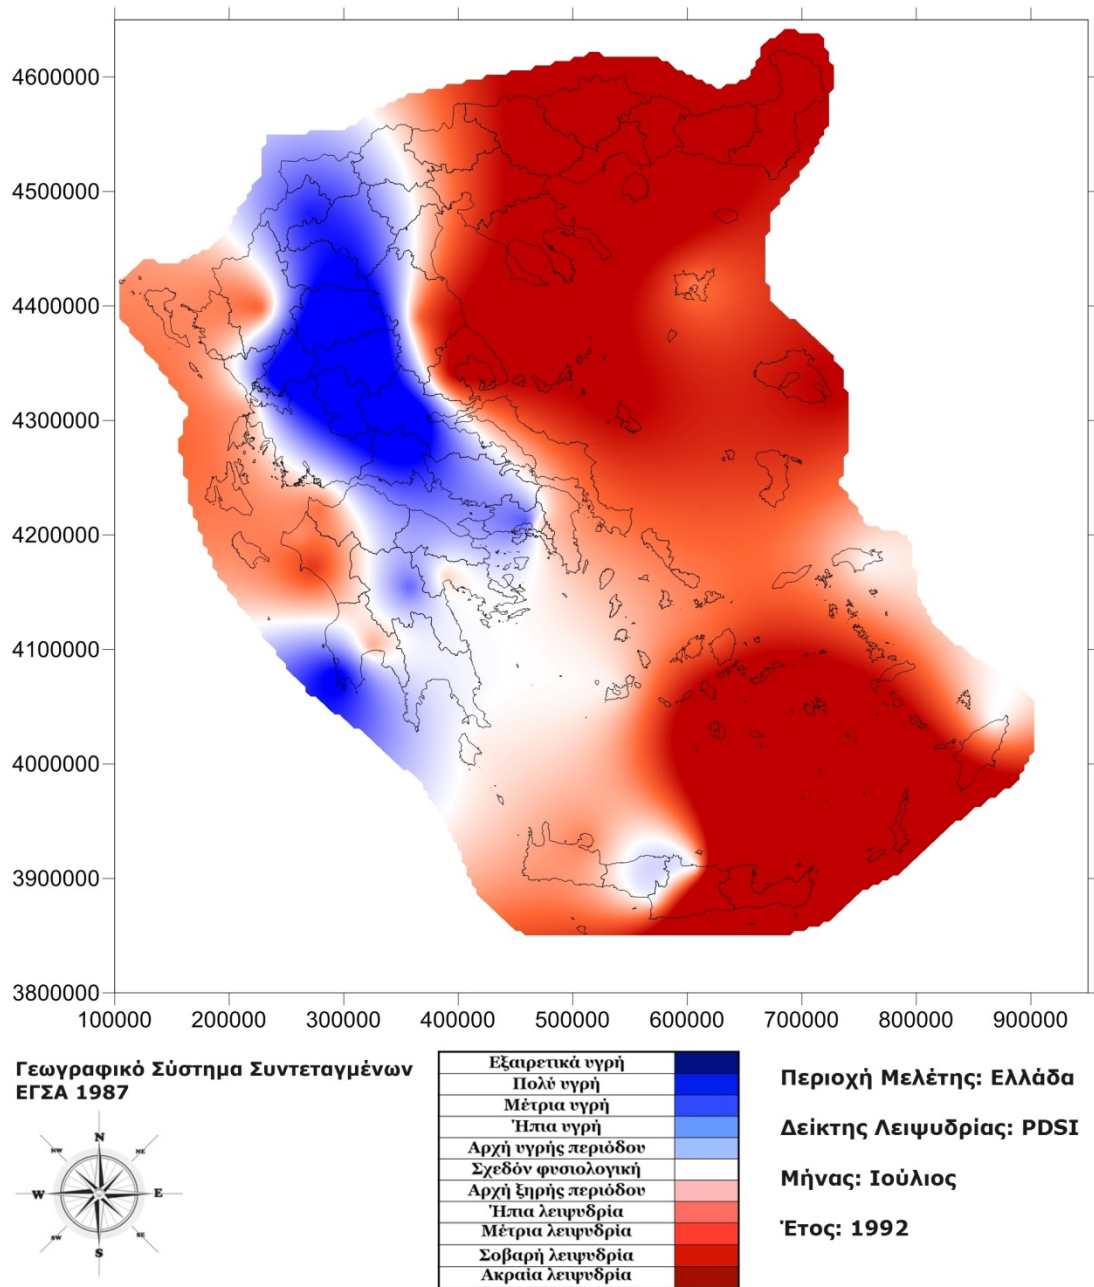 4600000
4500000
4400000
4300000
4200000
4100000
4000000
3900000
3800000
100000 200000 300000 400000 500000 600000 700000 800000 900000
Γεωγραφικό Σύστημα Συντεταγμένων
ΕΓΣΑ 1987
N
NW NE
W E
SW SE
S
Εξαιρετικά υγρή
Πολύ υγρή
Μέτρια υγρή
Ήπια υγρή
Αρχή υγρής περιόδου
Σχεδόν φυσιολογική
Αρχή ξηρής περιόδου
Ήπια λειψυδρία
Μέτρια λειψυδρία
Σοβαρή λειψυδρία
Ακραία λειψυδρία
Περιοχή Μελέτης: Ελλάδα
Δείκτης Λειψυδρίας: PDSI
Μήνας: Ιούλιος
Έτος: 1992